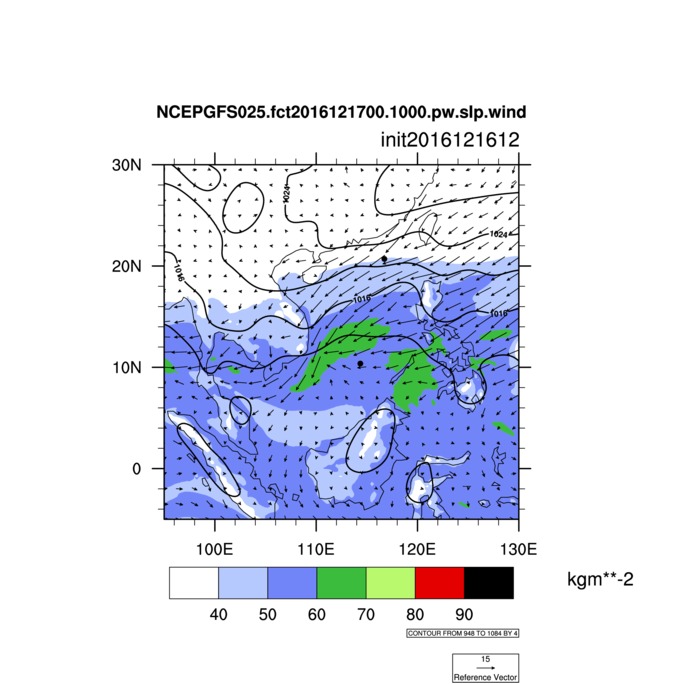 NCEPGFS025.fct2016121700.1000.pw.slp.wind
init2016121612
30N
1024
1024
20N
1016
1016
1016
10N
0
100E 110E 120E 130E
kgm**-2
40 50 60 70 80 90
CONTOUR FROM 948 TO 1084 BY 4
15
Reference Vector